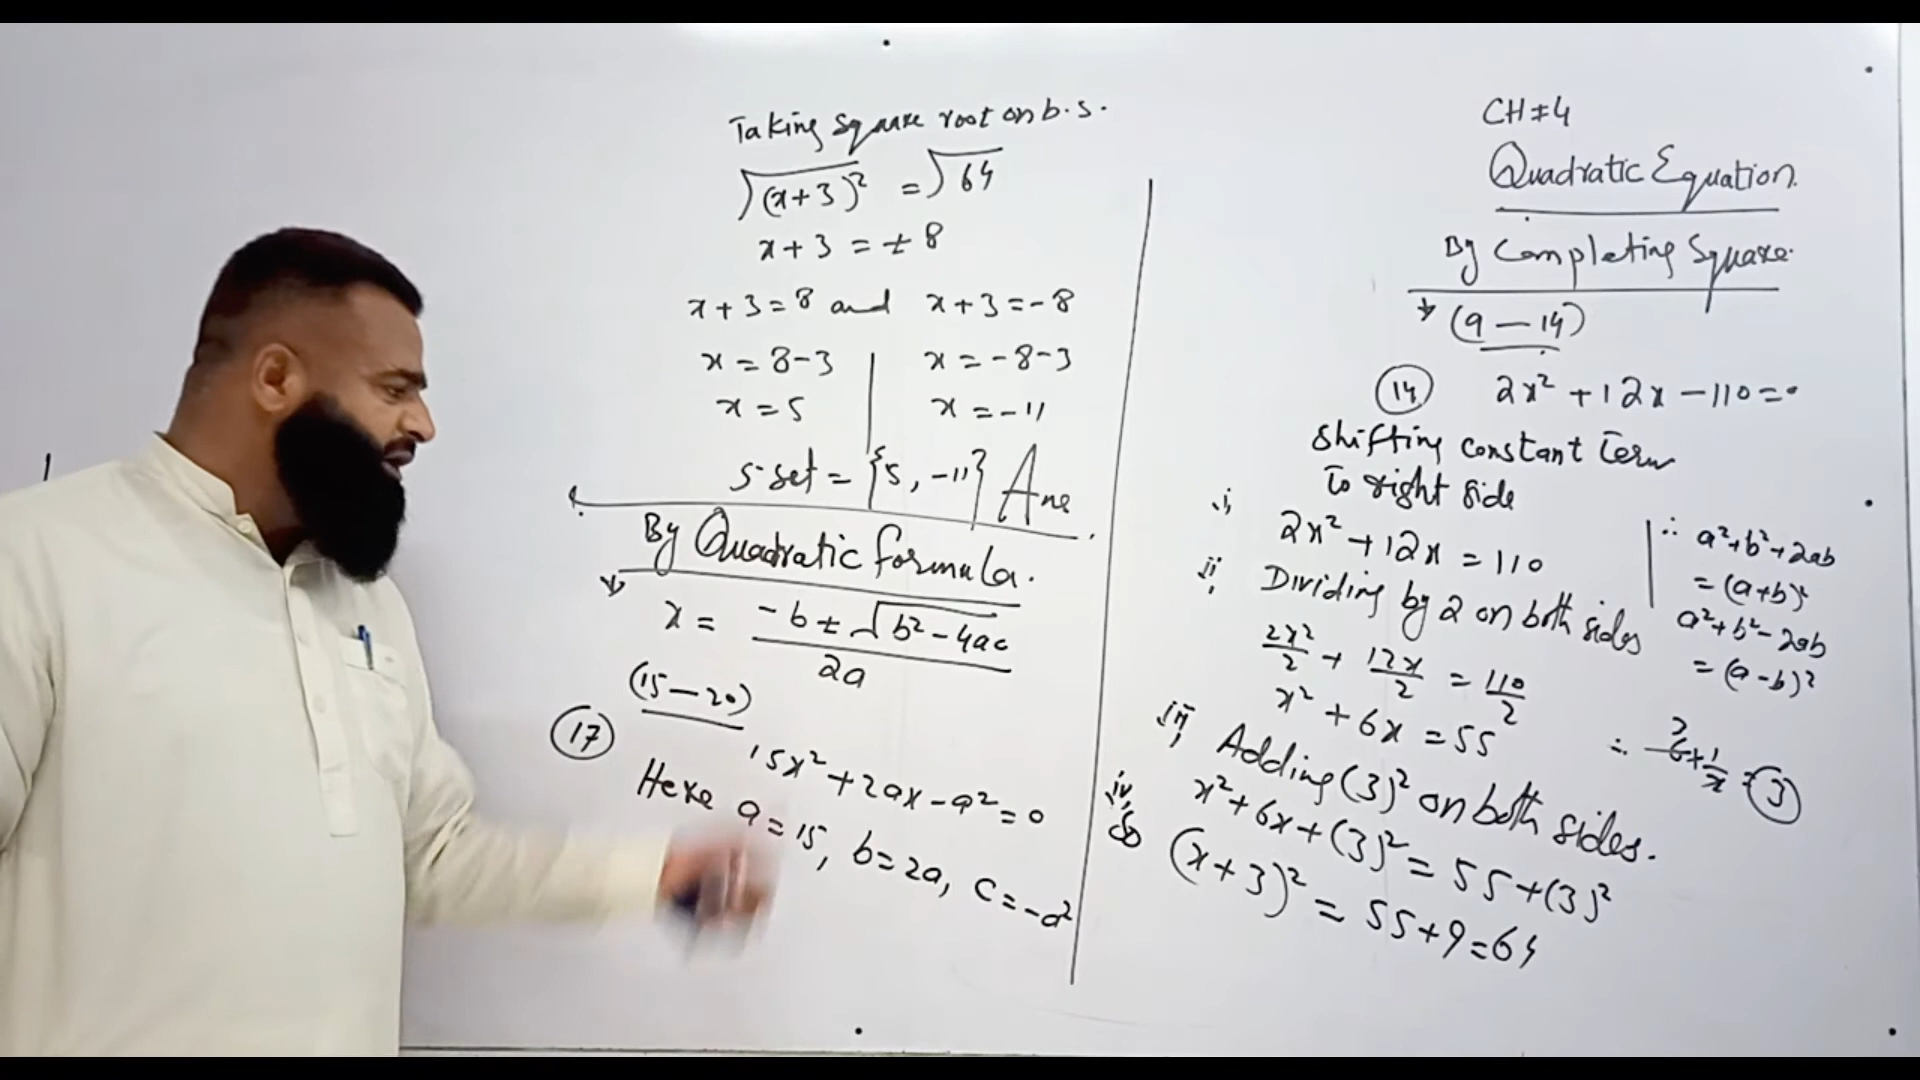 CH # 4
Quadratic Equation.
By Completing Square.
(9 — 14)
14 2x² + 12x - 110 = 0
Shifting constant Term
To right side
i, 2x² + 12x = 110
ii, Dividing by 2 on both sides
2x²/2 + 12x/2 = 110/2
x² + 6x = 55
iii, Adding (3)² on both sides.
iv, x² + 6x + (3)² = 55 + (3)²
So (x + 3)² = 55 + 9 = 64
∴ a² + b² + 2ab
= (a + b)²
a² + b² - 2ab
= (a - b)²
Taking Square root on b.s.
√(x + 3)² = √64
x + 3 = ± 8
x + 3 = 8 and x + 3 = -8
x = 8 - 3 x = -8 - 3
x = 5 x = -11
S-set = {5, -11} Ans
By Quadratic formula.
x = -b ± √b² - 4ac / 2a
(15 — 20)
17 15x² + 2ax - a² = 0
Here a = 15, b = 2a, c = -a²